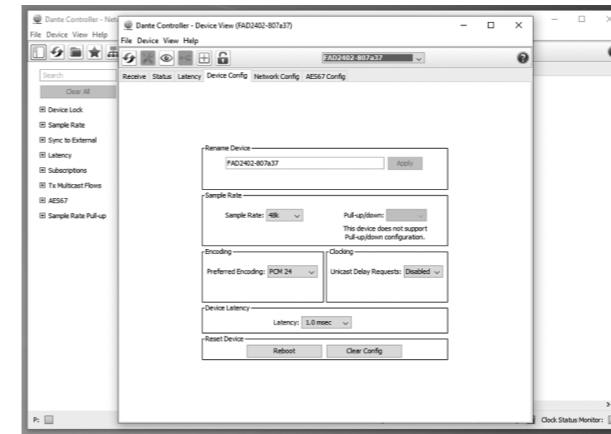 Dante Controller - Net
File Device View Help
Search
Clear All
Device Lock
Sample Rate
Sync to External
Latency
Subscriptions
Tx Multicast Flows
AES67
Sample Rate Pull-up
P:
Dante Controller - Device View (FAD2402-807a37)
File Device View Help
FAD2402-807a37
Receive Status Latency Device Config Network Config AES67 Config
Rename Device
FAD2402-807a37 Apply
Sample Rate
Sample Rate: 48k Pull-up/down:
This device does not support
Pull-up/down configuration.
Encoding Clocking
Preferred Encoding: PCM 24 Unicast Delay Requests: Disabled
Device Latency
Latency: 1.0 msec
Reset Device
Reboot Clear Config
Clock Status Monitor: